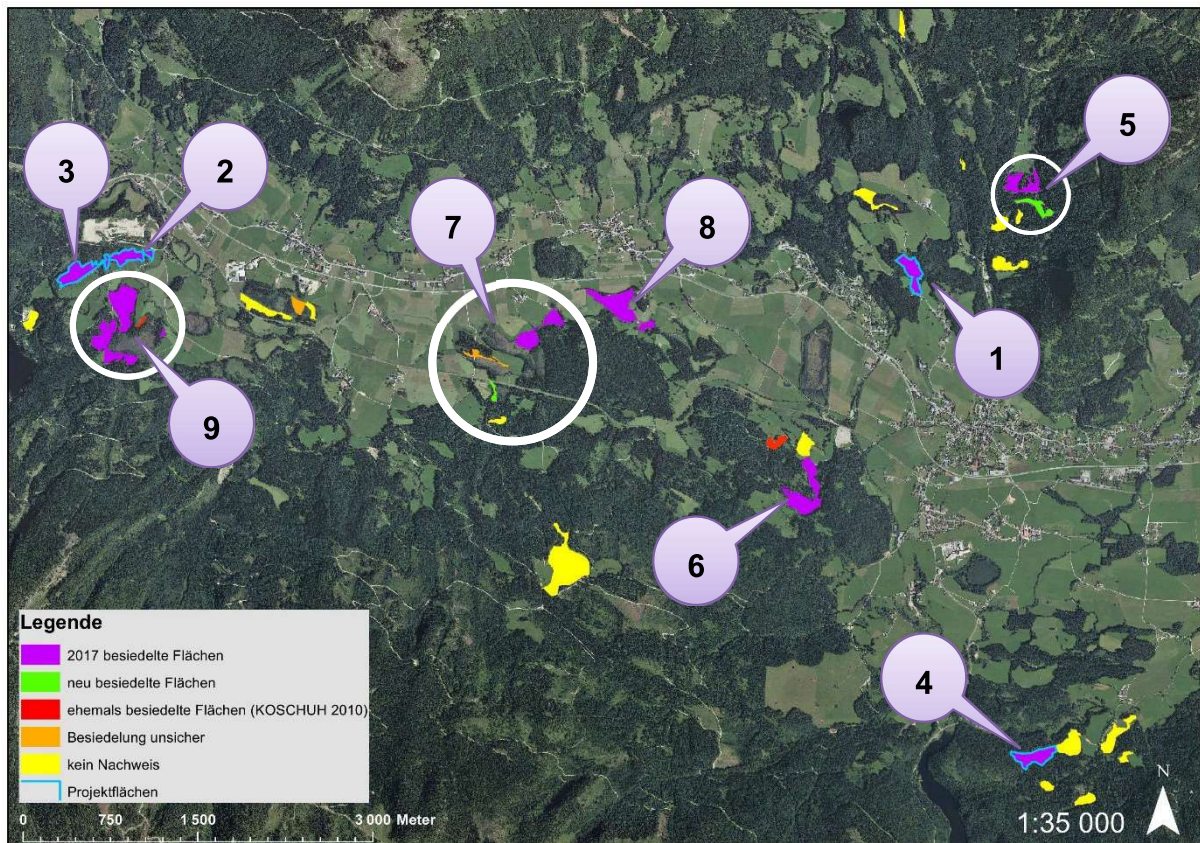 5
3
2
7
8
1
9
6
4
Legende
2017 besiedelte Flächen
neu besiedelte Flächen
ehemals besiedelte Flächen (KOSCHUH 2010)
Besiedelung unsicher
kein Nachweis
Projektflächen
0 750 1 500 3 000 Meter
N
1:35 000